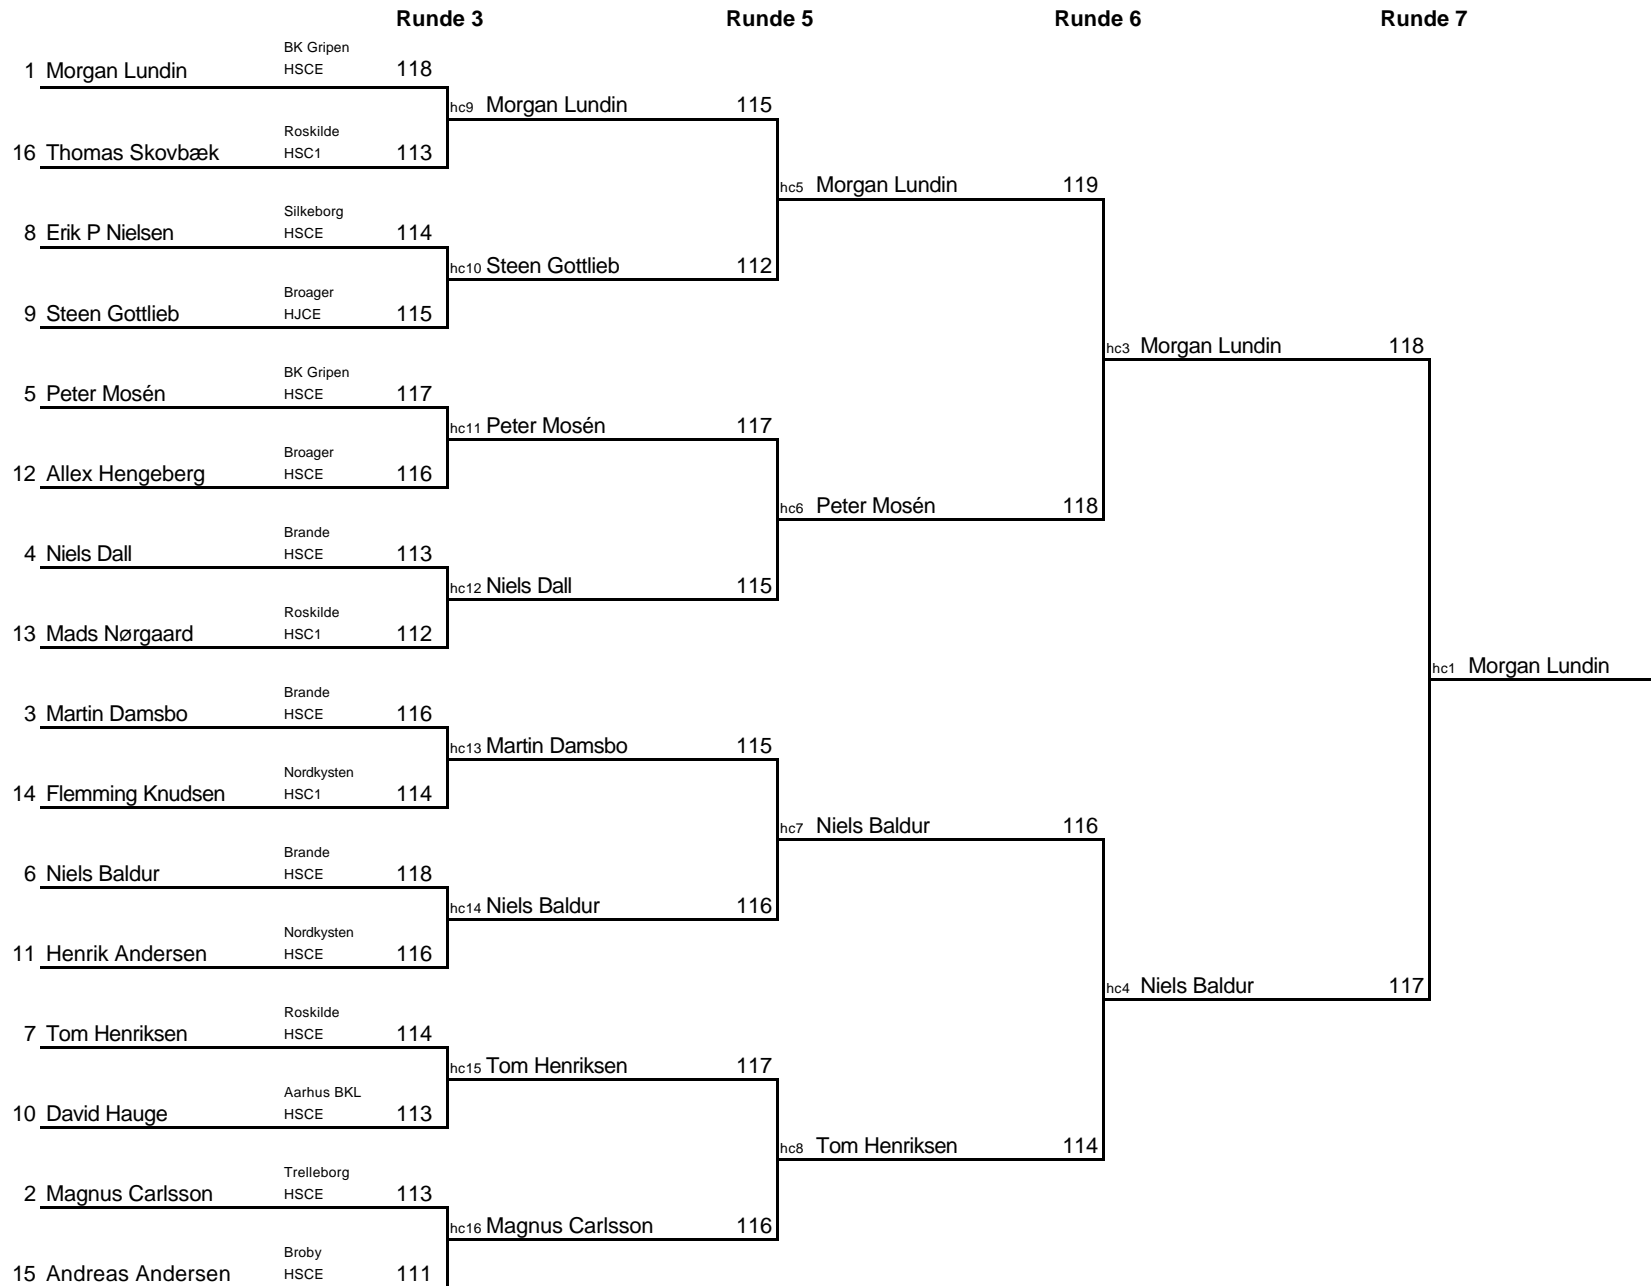 Runde 3 Runde 5 Runde 6 Runde 7
BK Gripen
1 Morgan Lundin HSCE 118
hc9 Morgan Lundin 115
Roskilde
16 Thomas Skovbæk HSC1 113
hc5 Morgan Lundin 119
Silkeborg
8 Erik P Nielsen HSCE 114
hc10 Steen Gottlieb 112
Broager
9 Steen Gottlieb HJCE 115
hc3 Morgan Lundin 118
BK Gripen
5 Peter Mosén HSCE 117
hc11 Peter Mosén 117
Broager
12 Allex Hengeberg HSCE 116
hc6 Peter Mosén 118
Brande
4 Niels Dall HSCE 113
hc12 Niels Dall 115
Roskilde
13 Mads Nørgaard HSC1 112
hc1 Morgan Lundin
Brande
3 Martin Damsbo HSCE 116
hc13 Martin Damsbo 115
Nordkysten
14 Flemming Knudsen HSC1 114
hc7 Niels Baldur 116
Brande
6 Niels Baldur HSCE 118
hc14 Niels Baldur 116
Nordkysten
11 Henrik Andersen HSCE 116
hc4 Niels Baldur 117
Roskilde
7 Tom Henriksen HSCE 114
hc15 Tom Henriksen 117
Aarhus BKL
10 David Hauge HSCE 113
hc8 Tom Henriksen 114
Trelleborg
2 Magnus Carlsson HSCE 113
hc16 Magnus Carlsson 116
Broby
15 Andreas Andersen HSCE 111